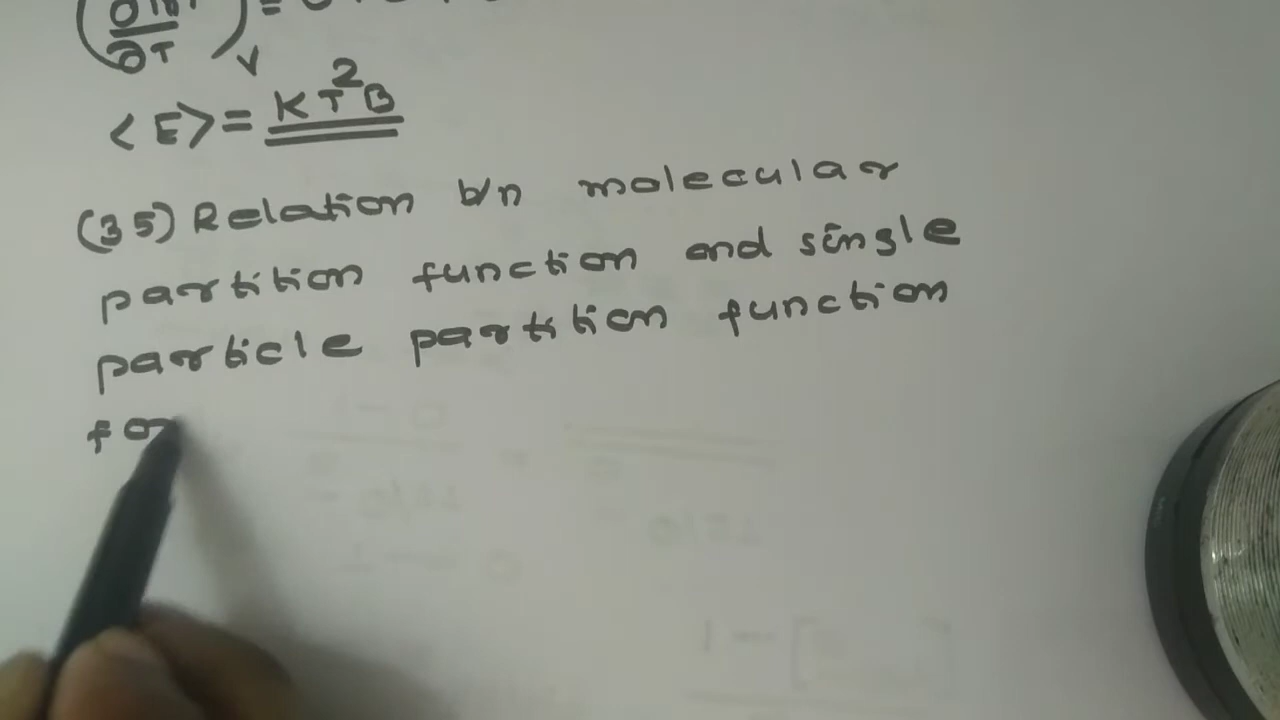 ∂T V
<E> = KT²B
(35) Relation b/n molecular
partition function and single
particle partition function
for